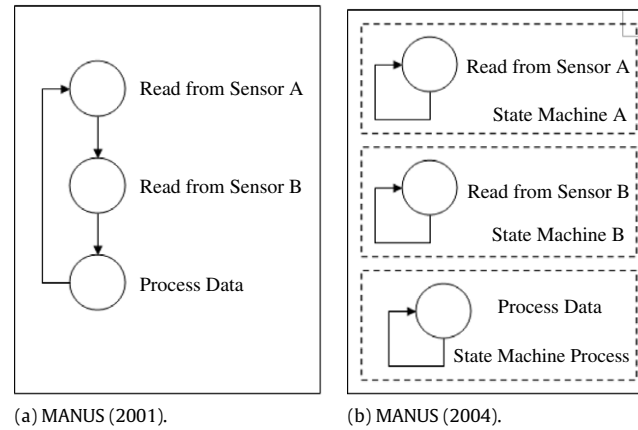 Read from Sensor A
Read from Sensor B
Process Data
(a) MANUS (2001).
Read from Sensor A
State Machine A
Read from Sensor B
State Machine B
Process Data
State Machine Process
(b) MANUS (2004).